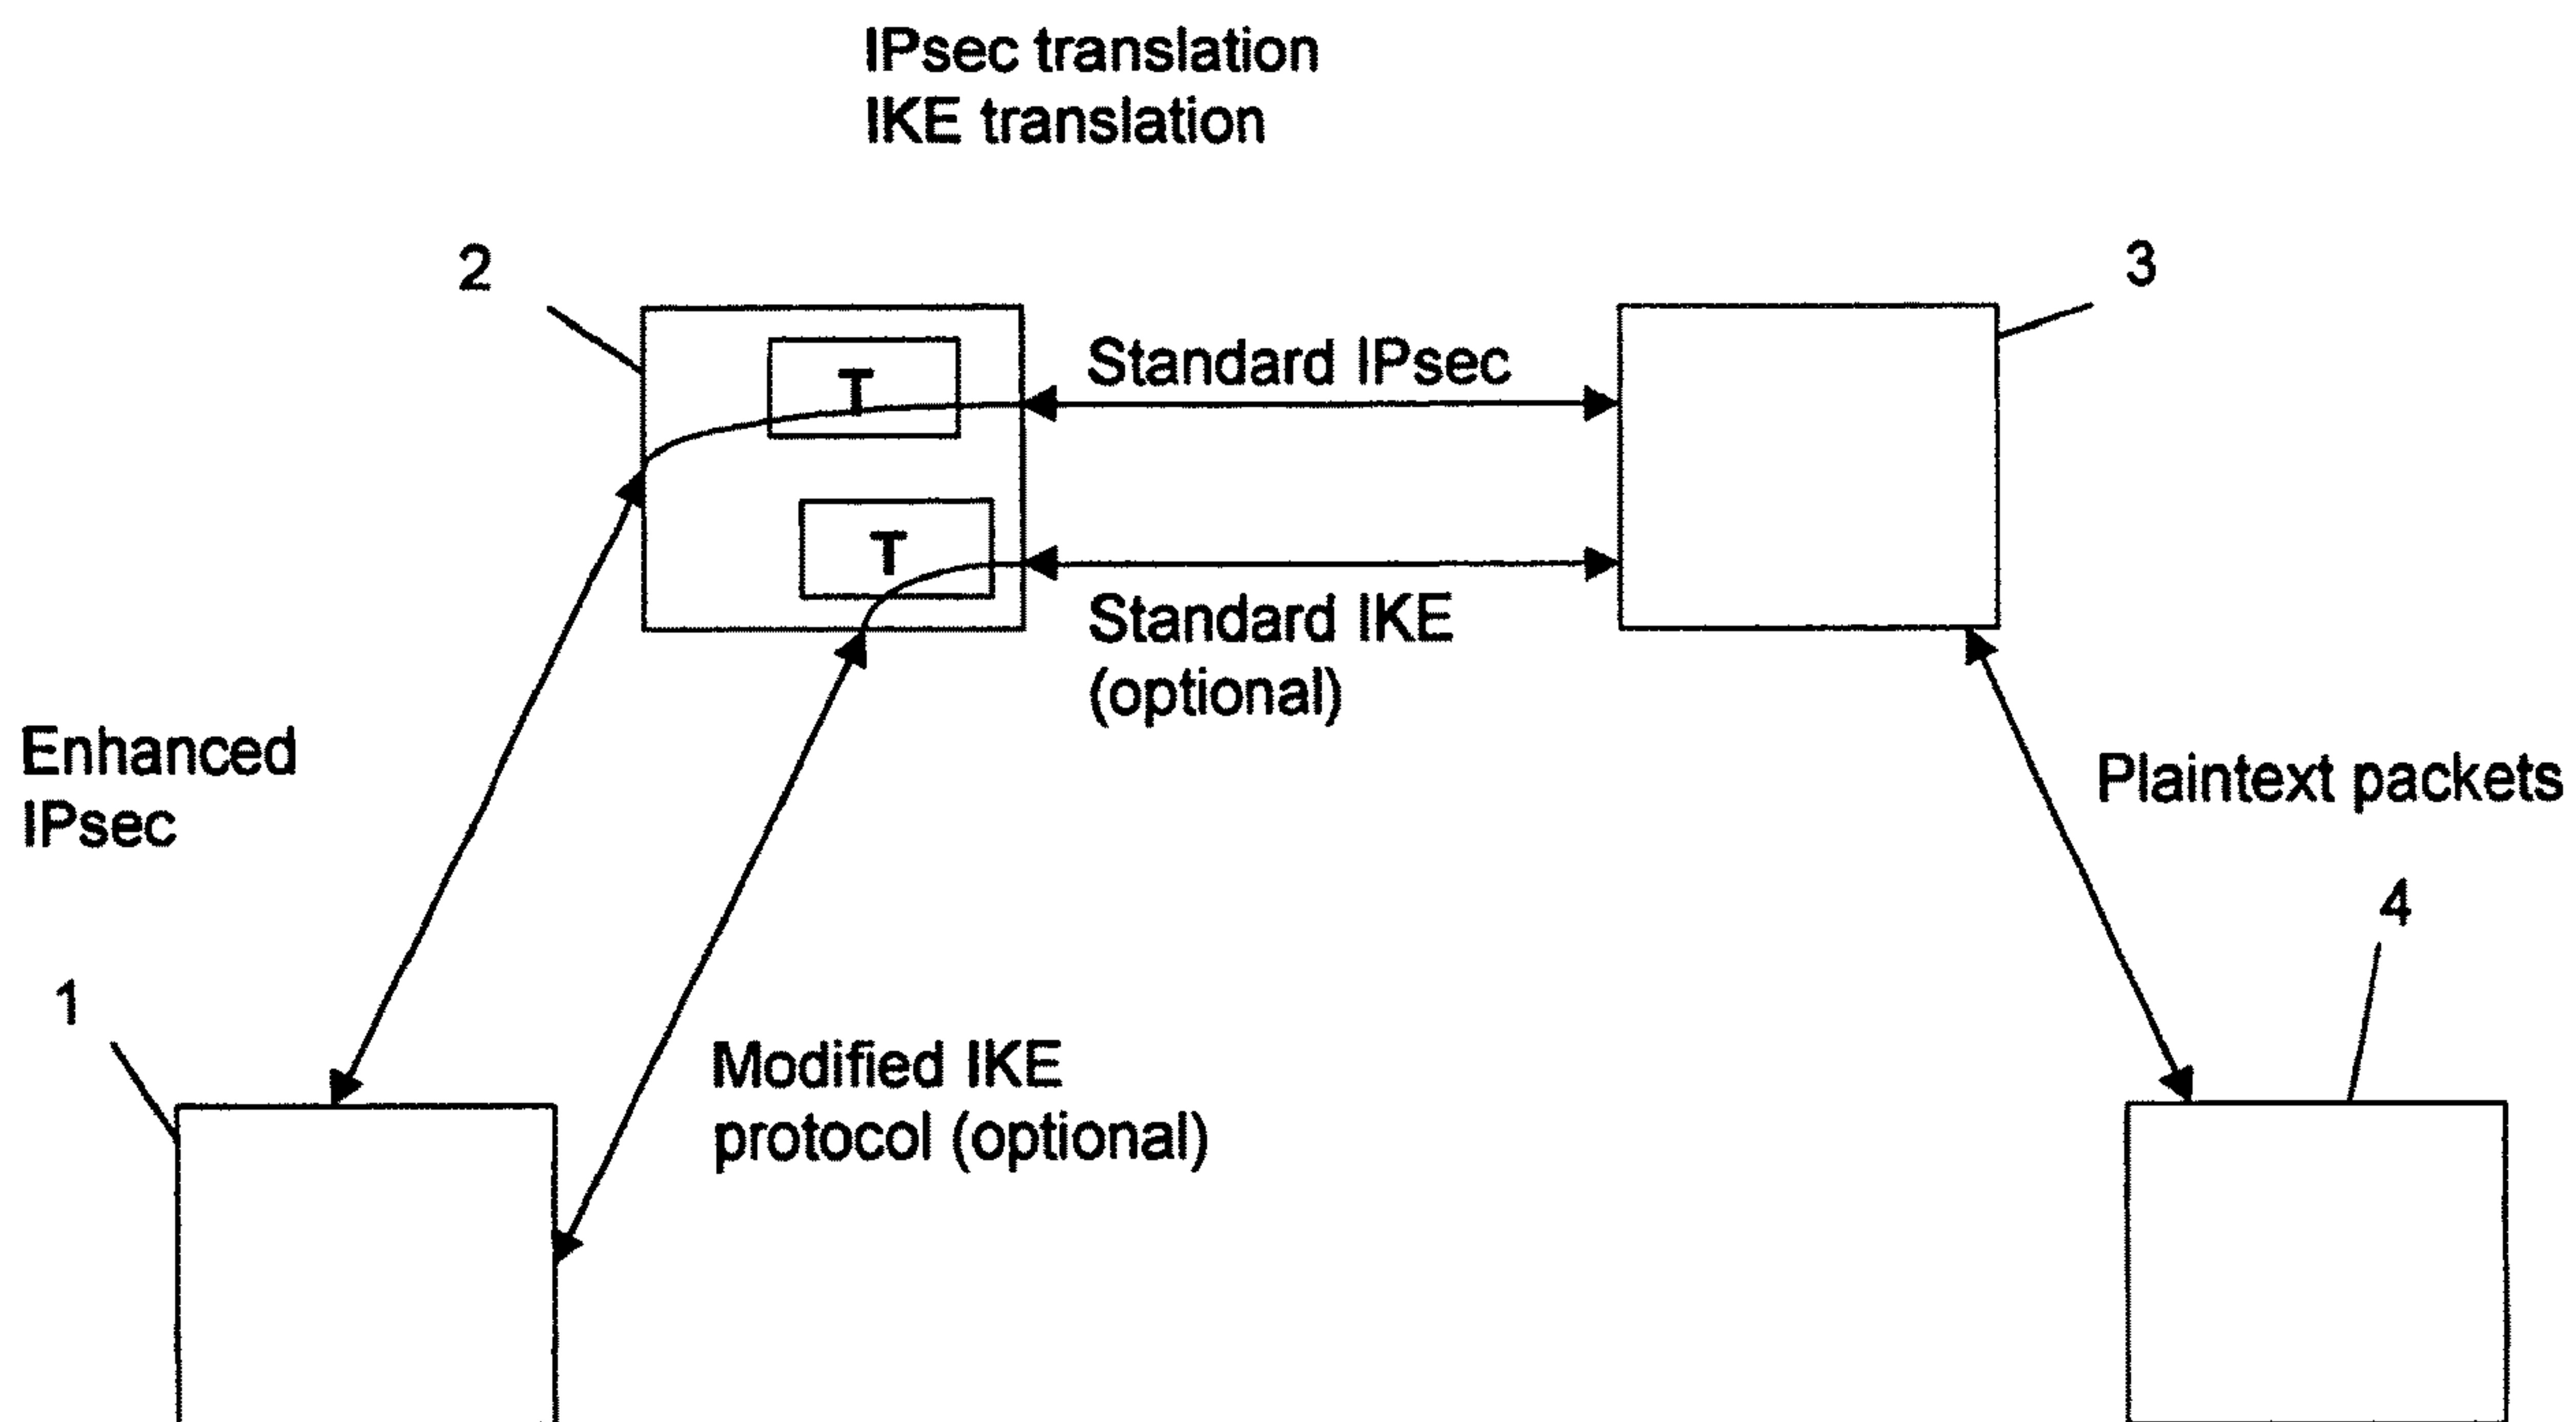 IPsec translation
IKE translation
2
3
T
Standard IPsec
T
Standard IKE
(optional)
Enhanced
IPsec
Plaintext packets
4
1
Modified IKE
protocol (optional)